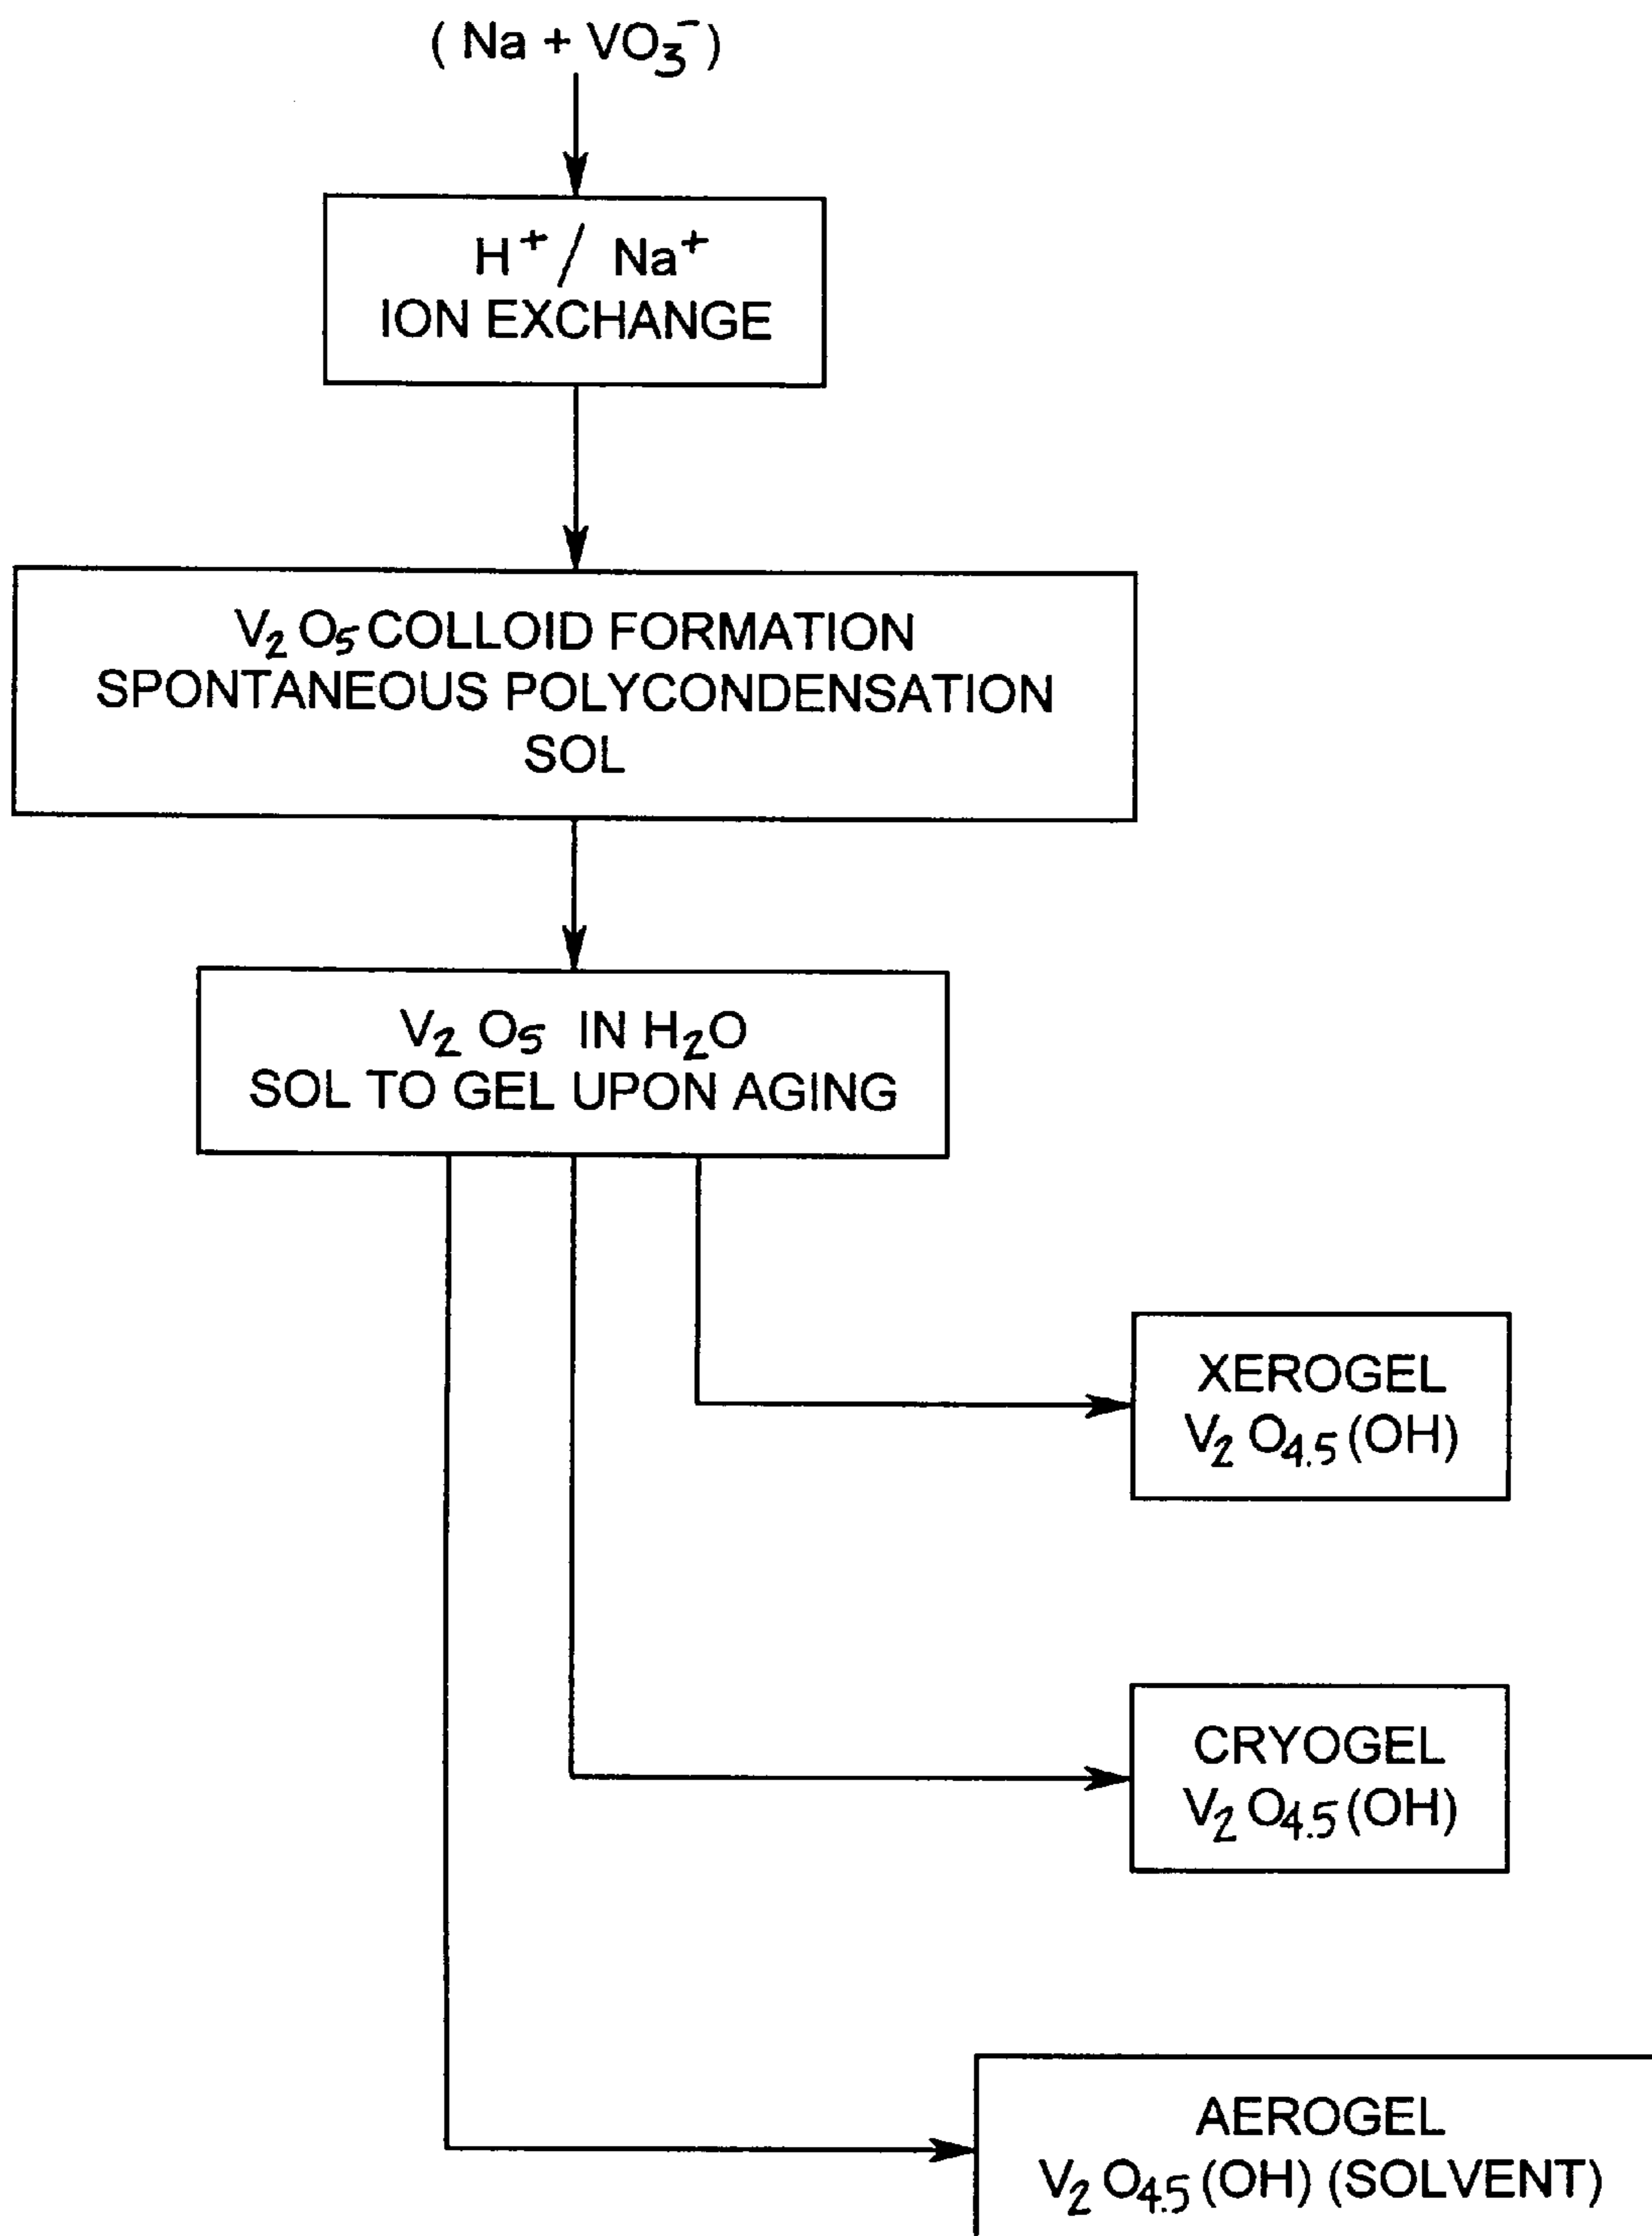 ( Na + VO₃⁻ )
H⁺ / Na⁺
ION EXCHANGE
V₂ O₅ COLLOID FORMATION
SPONTANEOUS POLYCONDENSATION
SOL
V₂ O₅ IN H₂O
SOL TO GEL UPON AGING
XEROGEL
V₂ O₄.₅ (OH)
CRYOGEL
V₂ O₄.₅ (OH)
AEROGEL
V₂ O₄.₅ (OH) (SOLVENT)